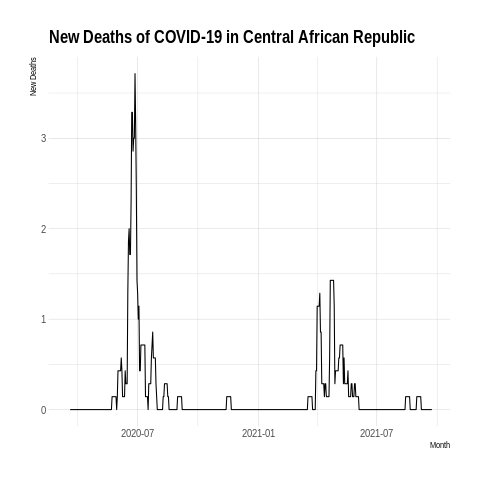 New Deaths of COVID-19 in Central African Republic
New Deaths
3
2
1
0
2020-07 2021-01 2021-07
Month